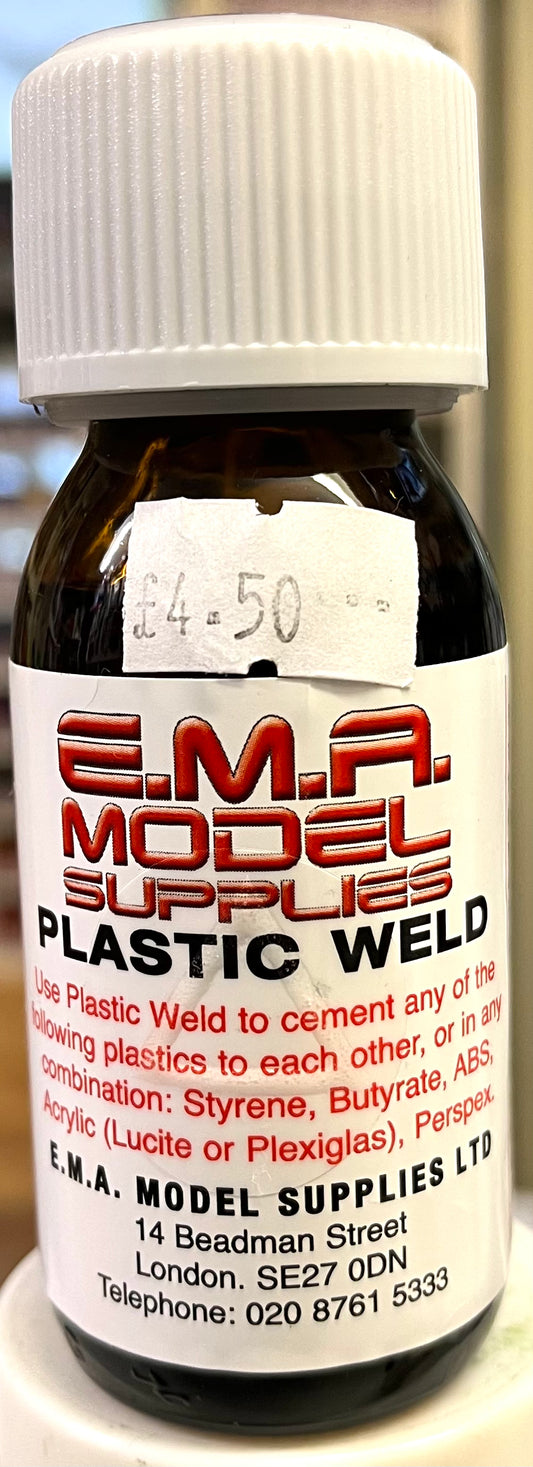 £4.50
E.M.A.
MODEL
SUPPLIES
PLASTIC WELD
Use Plastic Weld to cement any of the
following plastics to each other, or in any
combination: Styrene, Butyrate, ABS,
Acrylic (Lucite or Plexiglas), Perspex.
E.M.A. MODEL SUPPLIES LTD
14 Beadman Street
London. SE27 0DN
Telephone: 020 8761 5333